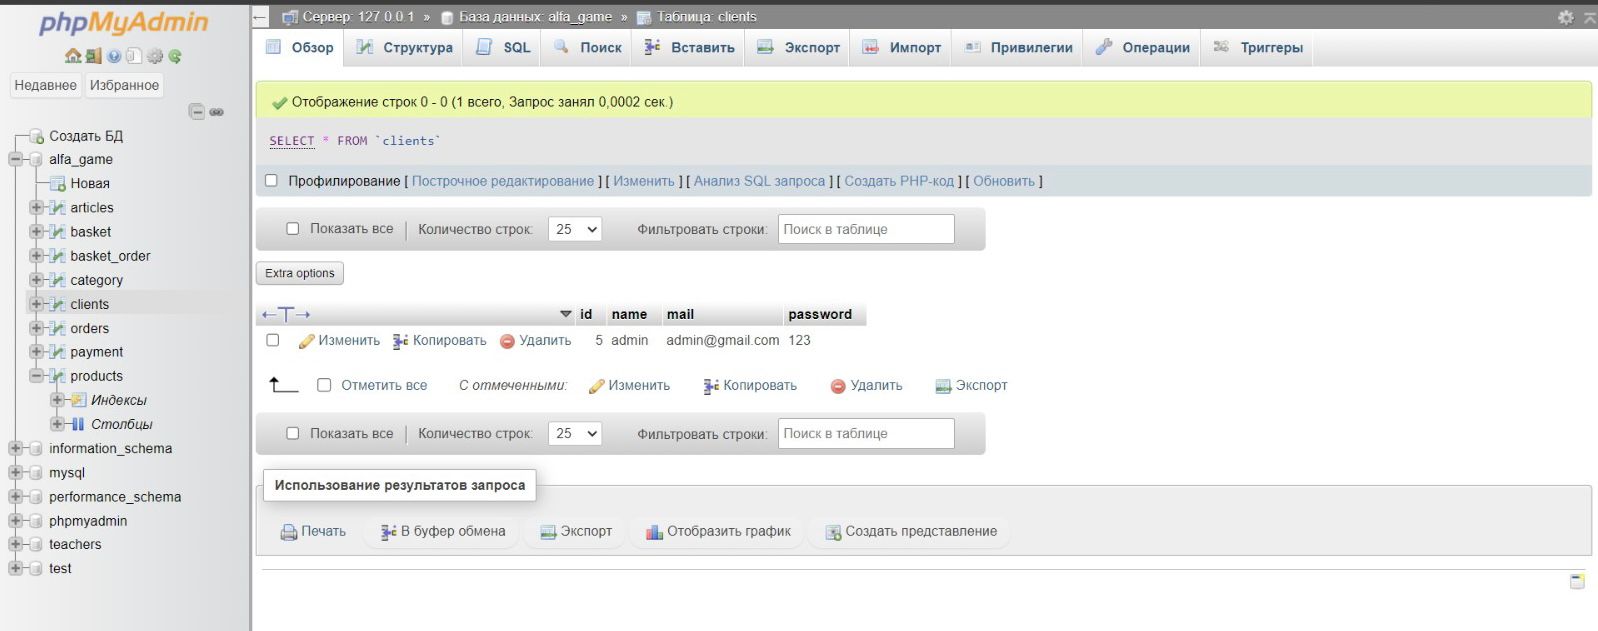 phpMyAdmin
Недавнее Избранное
Создать БД
alfa_game
Новая
articles
basket
basket_order
category
clients
orders
payment
products
Индексы
Столбцы
information_schema
mysql
performance_schema
phpmyadmin
teachers
test
← Сервер: 127.0.0.1 » База данных: alfa_game » Таблица: clients
Обзор Структура SQL Поиск Вставить Экспорт Импорт Привилегии Операции Триггеры
Отображение строк 0 - 0 (1 всего, Запрос занял 0,0002 сек.)
SELECT * FROM `clients`
Профилирование [ Построчное редактирование ] [ Изменить ] [ Анализ SQL запроса ] [ Создать PHP-код ] [ Обновить ]
Показать все | Количество строк: 25 Фильтровать строки: Поиск в таблице
Extra options
←T→ id name mail password
Изменить Копировать Удалить 5 admin admin@gmail.com 123
Отметить все С отмеченными: Изменить Копировать Удалить Экспорт
Показать все | Количество строк: 25 Фильтровать строки: Поиск в таблице
Использование результатов запроса
Печать В буфер обмена Экспорт Отобразить график Создать представление